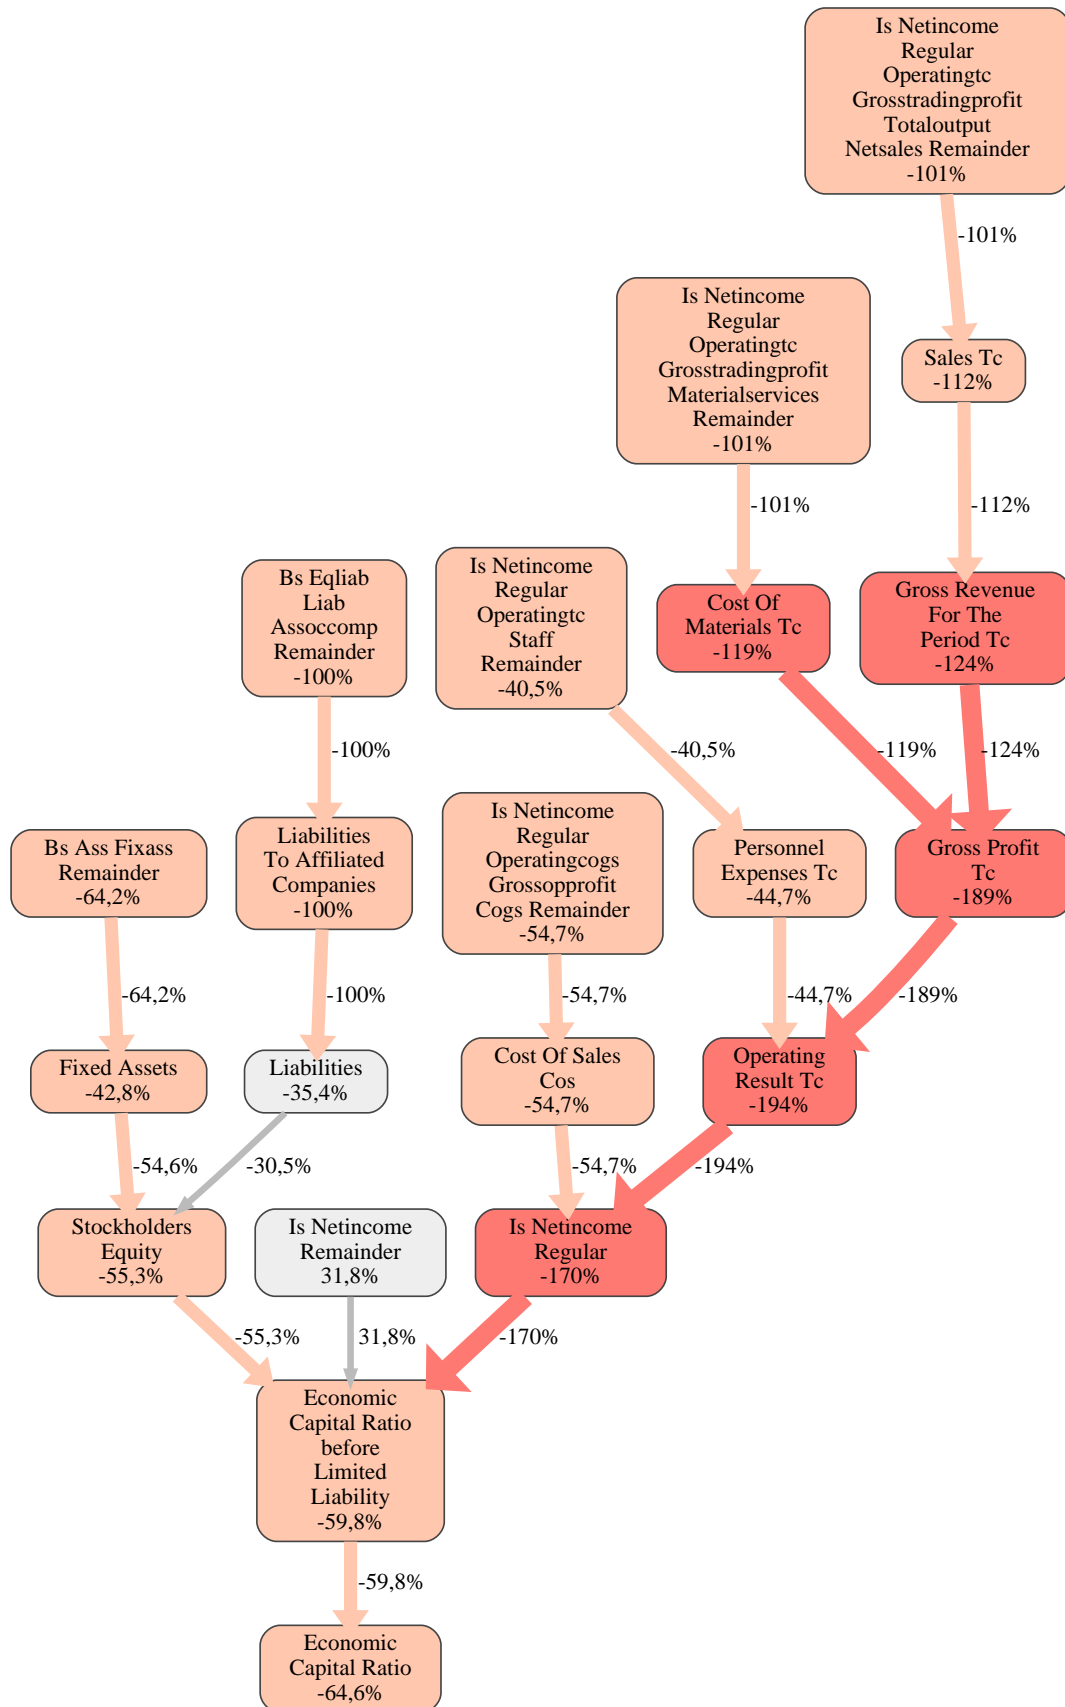 Is Netincome
Regular
Operatingtc
Grosstradingprofit
Totaloutput
Netsales Remainder
-101%
-101%
Is Netincome
Regular
Operatingtc
Grosstradingprofit
Materialservices
Remainder
-101%
Sales Tc
-112%
-101%
-112%
Is Netincome
Regular
Operatingtc
Staff
Remainder
-40,5%
Bs Eqliab
Liab
Assoccomp
Remainder
-100%
Cost Of
Materials Tc
-119%
Gross Revenue
For The
Period Tc
-124%
-100%
-40,5%
-119%
-124%
Is Netincome
Regular
Operatingcogs
Grossopprofit
Cogs Remainder
-54,7%
Liabilities
To Affiliated
Companies
-100%
Bs Ass Fixass
Remainder
-64,2%
Personnel
Expenses Tc
-44,7%
Gross Profit
Tc
-189%
-64,2%
-100%
-54,7%
-44,7%
-189%
Fixed Assets
-42,8%
Liabilities
-35,4%
Cost Of Sales
Cos
-54,7%
Operating
Result Tc
-194%
-54,6%
-30,5%
-54,7%
-194%
Stockholders
Equity
-55,3%
Is Netincome
Remainder
31,8%
Is Netincome
Regular
-170%
-55,3%
31,8%
-170%
Economic
Capital Ratio
before
Limited
Liability
-59,8%
-59,8%
Economic
Capital Ratio
-64,6%